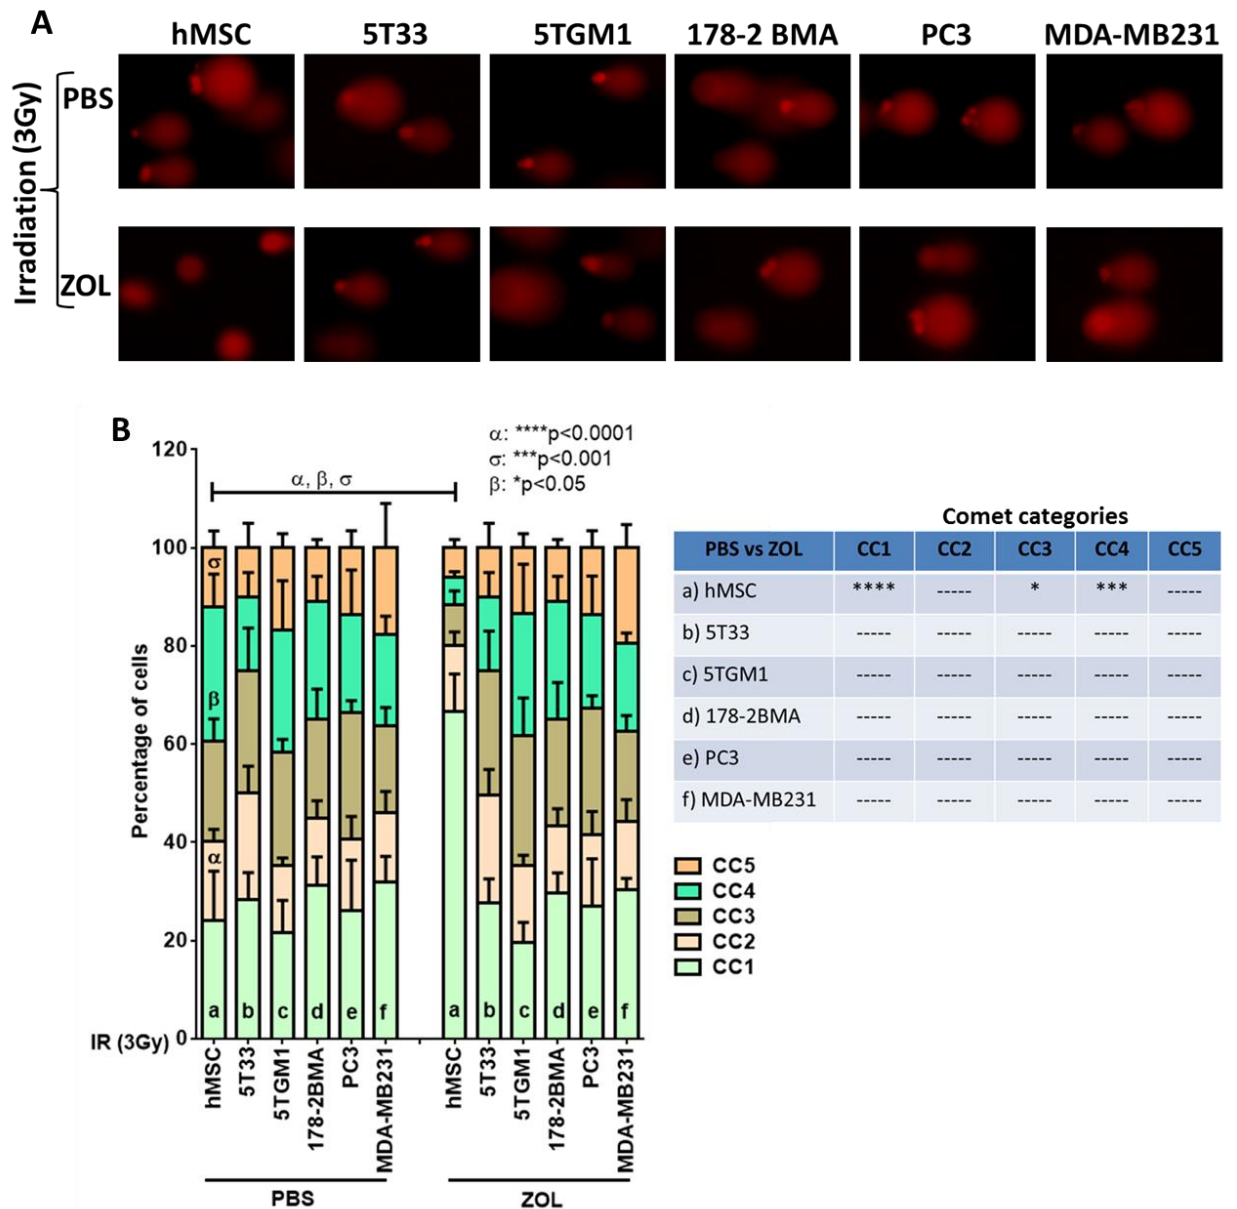 A
hMSC 5T33 5TGM1 178-2 BMA PC3 MDA-MB231
Irradiation (3Gy)
PBS
ZOL
B
α: ****p<0.0001
σ: ***p<0.001
β: *p<0.05
α, β, σ
Percentage of cells
120
100
80
60
40
20
0
σ
β
α
a b c d e f
a b c d e f
IR (3Gy)
hMSC 5T33 5TGM1 178-2BMA PC3 MDA-MB231
hMSC 5T33 5TGM1 178-2BMA PC3 MDA-MB231
PBS ZOL
Comet categories
PBS vs ZOL CC1 CC2 CC3 CC4 CC5
a) hMSC **** ----- * *** -----
b) 5T33 ----- ----- ----- ----- -----
c) 5TGM1 ----- ----- ----- ----- -----
d) 178-2BMA ----- ----- ----- ----- -----
e) PC3 ----- ----- ----- ----- -----
f) MDA-MB231 ----- ----- ----- ----- -----
CC5
CC4
CC3
CC2
CC1